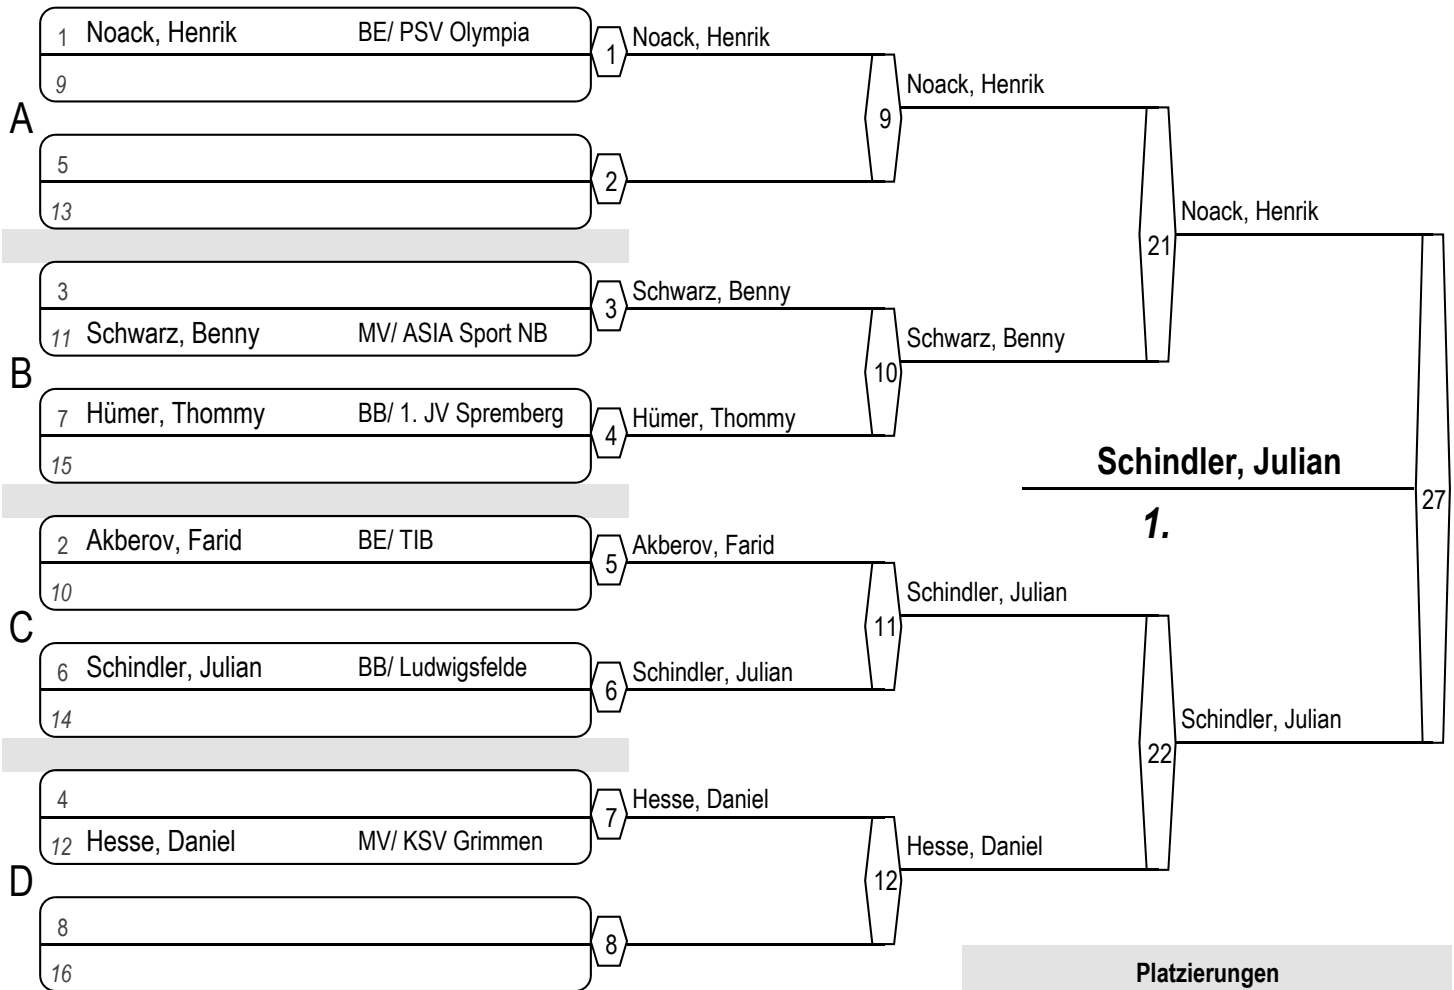 1 Noack, Henrik BE/ PSV Olympia
9
1
Noack, Henrik
A
5
13
2
9
Noack, Henrik
3
11 Schwarz, Benny MV/ ASIA Sport NB
3
Schwarz, Benny
B
7 Hümer, Thommy BB/ 1. JV Spremberg
15
4
Hümer, Thommy
10
Schwarz, Benny
21
Noack, Henrik
2 Akberov, Farid BE/ TIB
10
5
Akberov, Farid
C
6 Schindler, Julian BB/ Ludwigsfelde
14
6
Schindler, Julian
11
Schindler, Julian
4
12 Hesse, Daniel MV/ KSV Grimmen
7
Hesse, Daniel
D
8
16
8
12
Hesse, Daniel
22
Schindler, Julian
27
Schindler, Julian
1.
Platzierungen